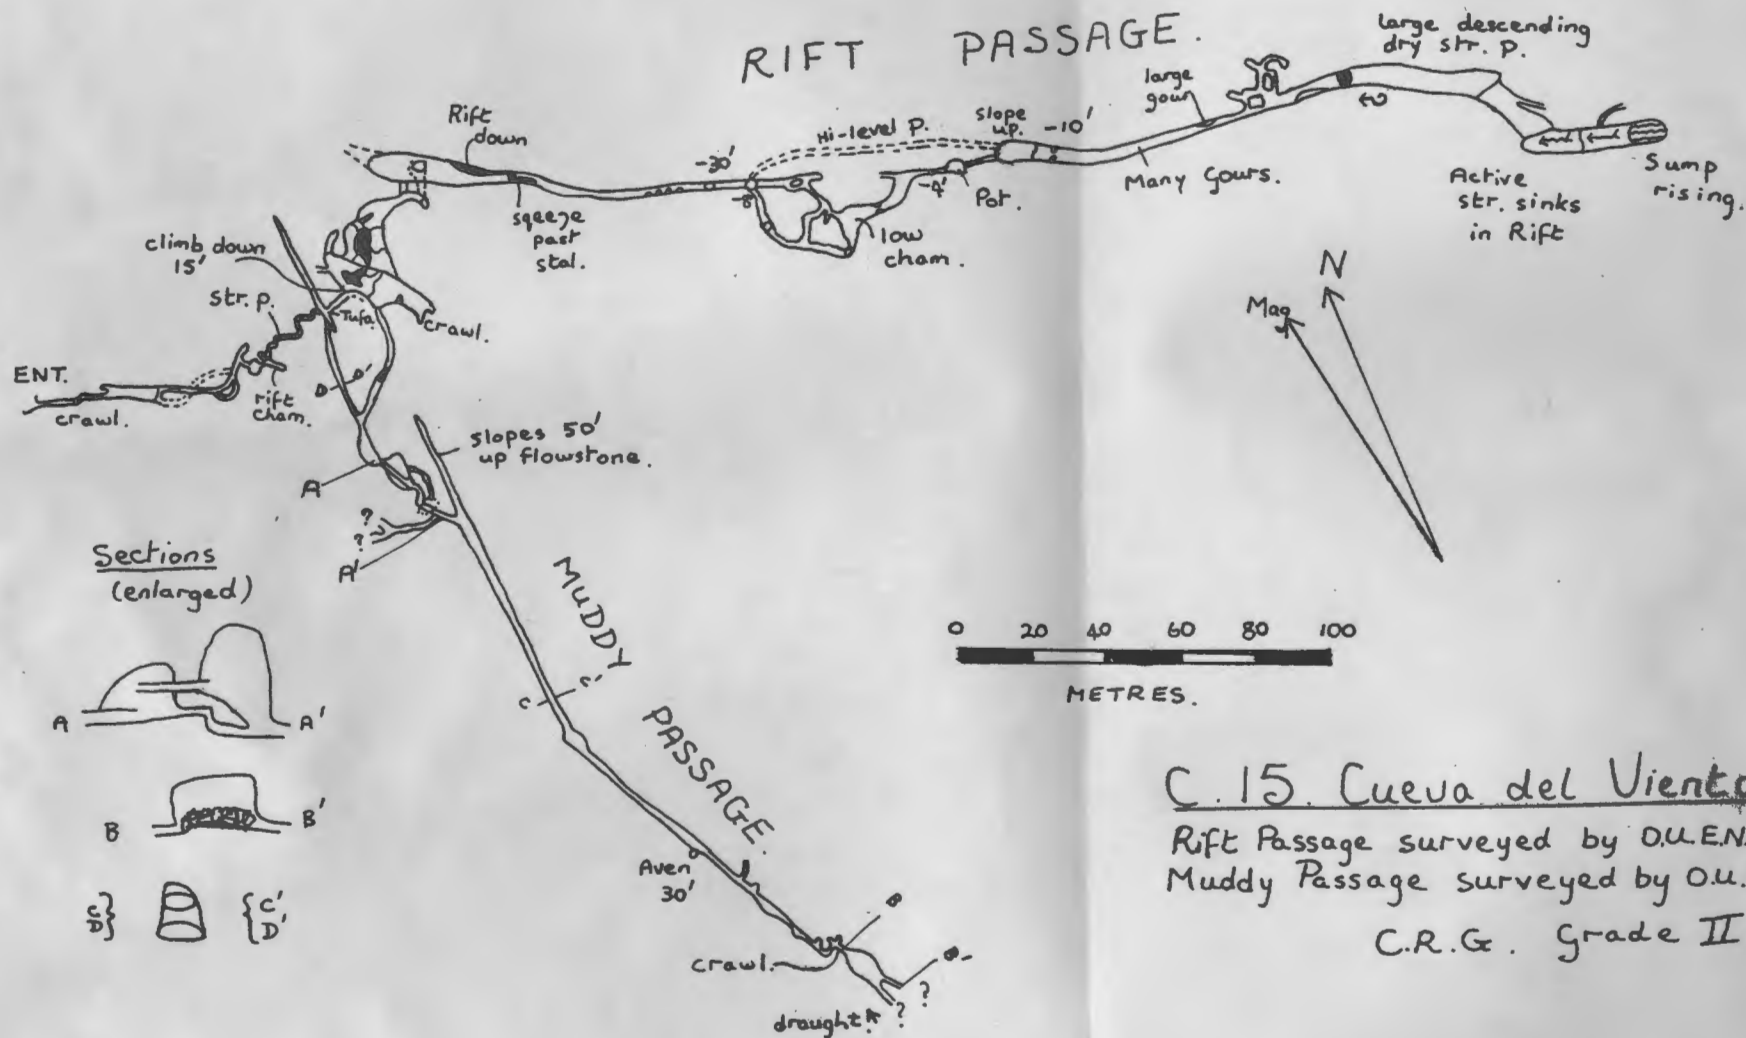 RIFT PASSAGE.
large descending
dry str. p.
large
gour
slope
up.
-10'
Hi-level P.
Rift
down
-30'
-8'
-4'
Pot.
Many Gours.
Active
str. sinks
in Rift
Sump
rising.
sqeeze
past
stal.
low
cham.
climb down
15'
str. p.
Tufa
crawl.
ENT.
crawl.
rift
cham.
D D'
slopes 50'
up flowstone.
A
?
?
A'
N
Mag
Sections
(enlarged)
A A'
B B'
C C'
D D'
MUDDY
PASSAGE.
C C'
0 20 40 60 80 100
METRES.
Aven
30'
B
crawl.
?
draught ?
C.15. Cueva del Viento
Rift Passage surveyed by O.U.E.N.
Muddy Passage surveyed by O.U.
C.R.G. Grade II